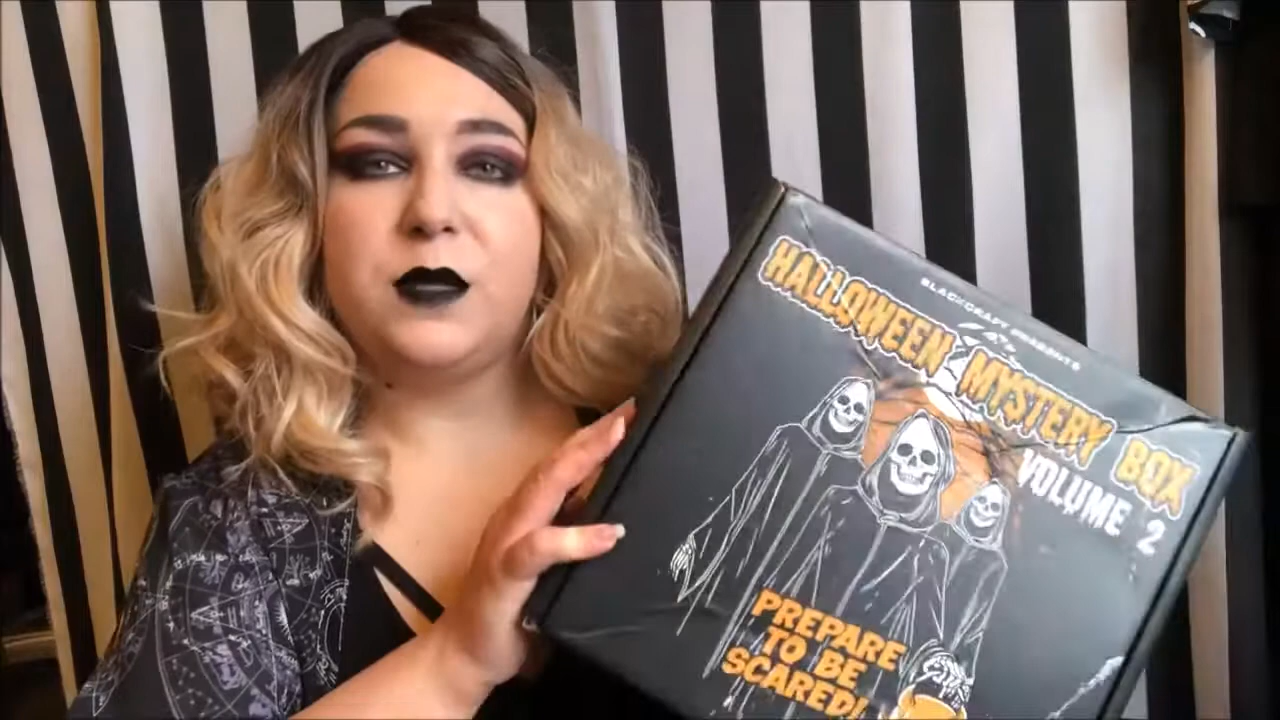 BLACKCRAFT PRESENTS
HALLOWEEN MYSTERY BOX
VOLUME 2
PREPARE
TO BE
SCARED!